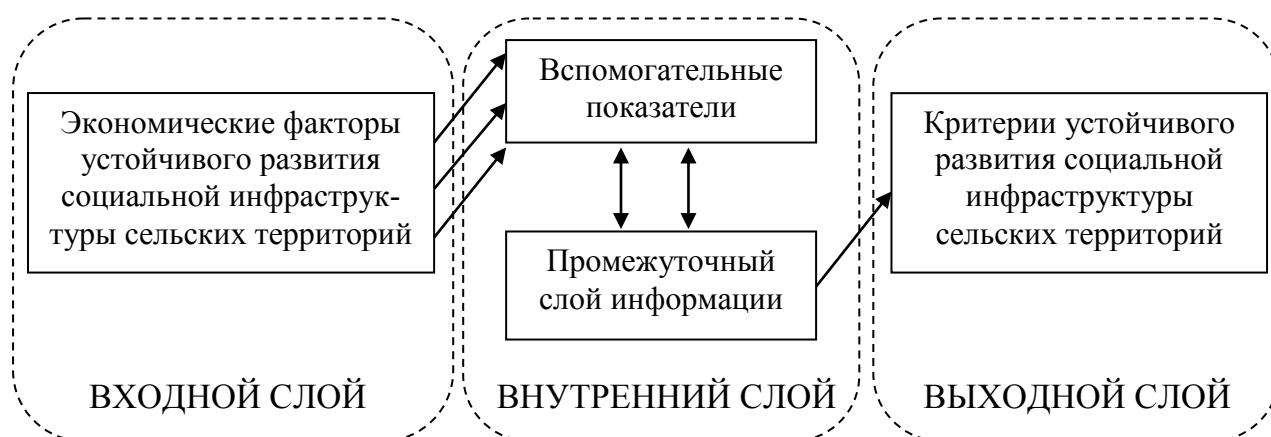 Экономические факторы
устойчивого развития
социальной инфраструк-
туры сельских территорий
ВХОДНОЙ СЛОЙ
Вспомогательные
показатели
Промежуточный
слой информации
ВНУТРЕННИЙ СЛОЙ
Критерии устойчивого
развития социальной
инфраструктуры
сельских территорий
ВЫХОДНОЙ СЛОЙ